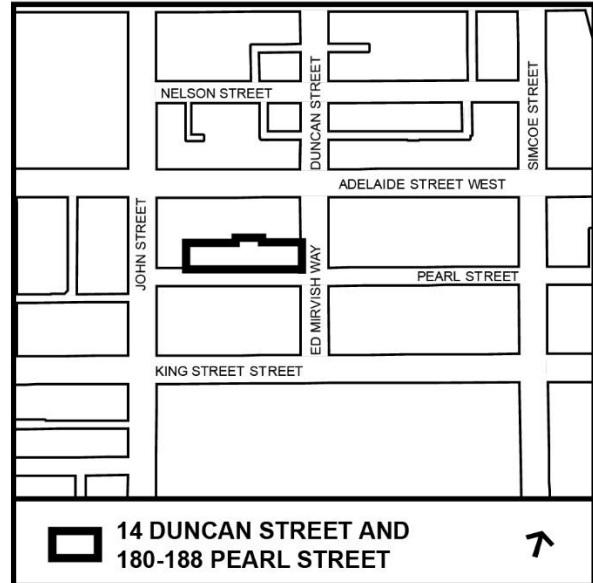 NELSON STREET
DUNCAN STREET
SIMCOE STREET
ADELAIDE STREET WEST
JOHN STREET
ED MIRVISH WAY
PEARL STREET
KING STREET STREET
14 DUNCAN STREET AND
180-188 PEARL STREET